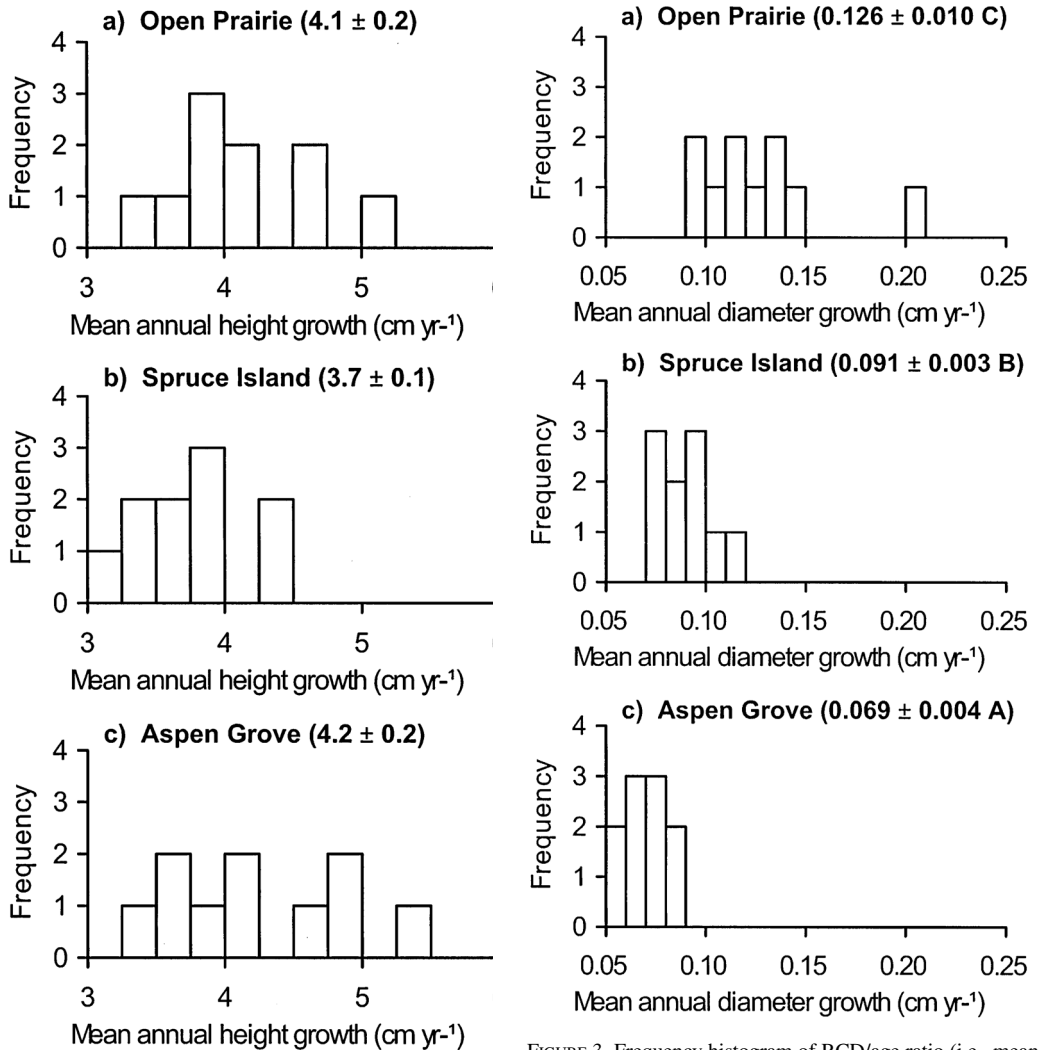 a) Open Prairie (4.1 ± 0.2)
4
3
2
1
0
Frequency
3 4 5
Mean annual height growth (cm yr-¹)
b) Spruce Island (3.7 ± 0.1)
4
3
2
1
0
Frequency
3 4 5
Mean annual height growth (cm yr-¹)
c) Aspen Grove (4.2 ± 0.2)
4
3
2
1
0
Frequency
3 4 5
Mean annual height growth (cm yr-¹)
a) Open Prairie (0.126 ± 0.010 C)
4
3
2
1
0
Frequency
0.05 0.10 0.15 0.20 0.25
Mean annual diameter growth (cm yr-¹)
b) Spruce Island (0.091 ± 0.003 B)
4
3
2
1
0
Frequency
0.05 0.10 0.15 0.20 0.25
Mean annual diameter growth (cm yr-¹)
c) Aspen Grove (0.069 ± 0.004 A)
4
3
2
1
0
Frequency
0.05 0.10 0.15 0.20 0.25
Mean annual diameter growth (cm yr-¹)
FIGURE 3. Frequency histogram of RCD/age ratio (i.e., mean